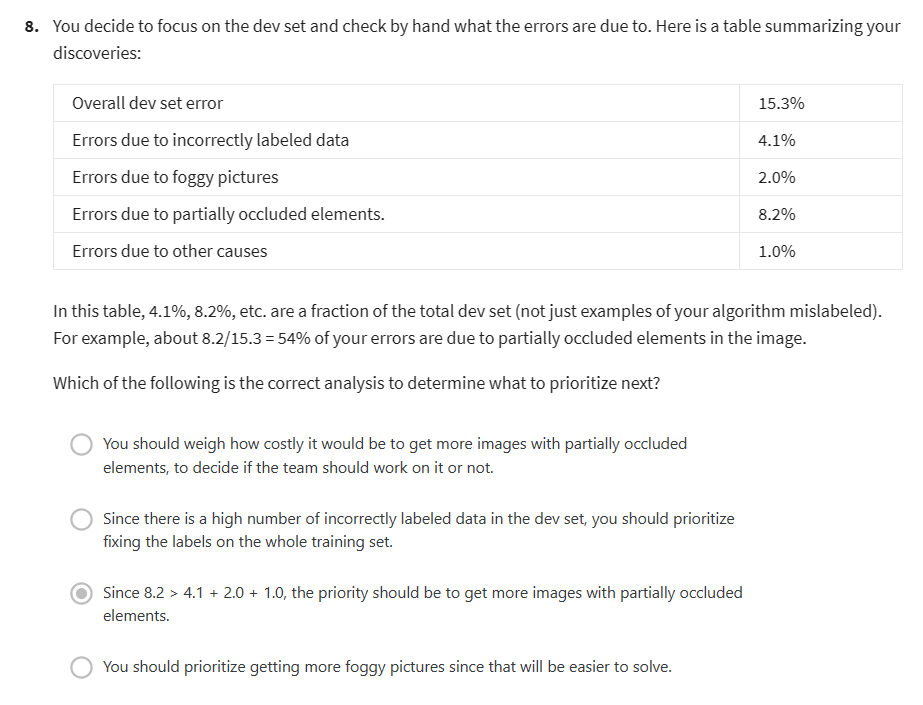 8. You decide to focus on the dev set and check by hand what the errors are due to. Here is a table summarizing your
discoveries:
Overall dev set error 15.3%
Errors due to incorrectly labeled data 4.1%
Errors due to foggy pictures 2.0%
Errors due to partially occluded elements. 8.2%
Errors due to other causes 1.0%
In this table, 4.1%, 8.2%, etc. are a fraction of the total dev set (not just examples of your algorithm mislabeled).
For example, about 8.2/15.3 = 54% of your errors are due to partially occluded elements in the image.
Which of the following is the correct analysis to determine what to prioritize next?
You should weigh how costly it would be to get more images with partially occluded
elements, to decide if the team should work on it or not.
Since there is a high number of incorrectly labeled data in the dev set, you should prioritize
fixing the labels on the whole training set.
Since 8.2 > 4.1 + 2.0 + 1.0, the priority should be to get more images with partially occluded
elements.
You should prioritize getting more foggy pictures since that will be easier to solve.